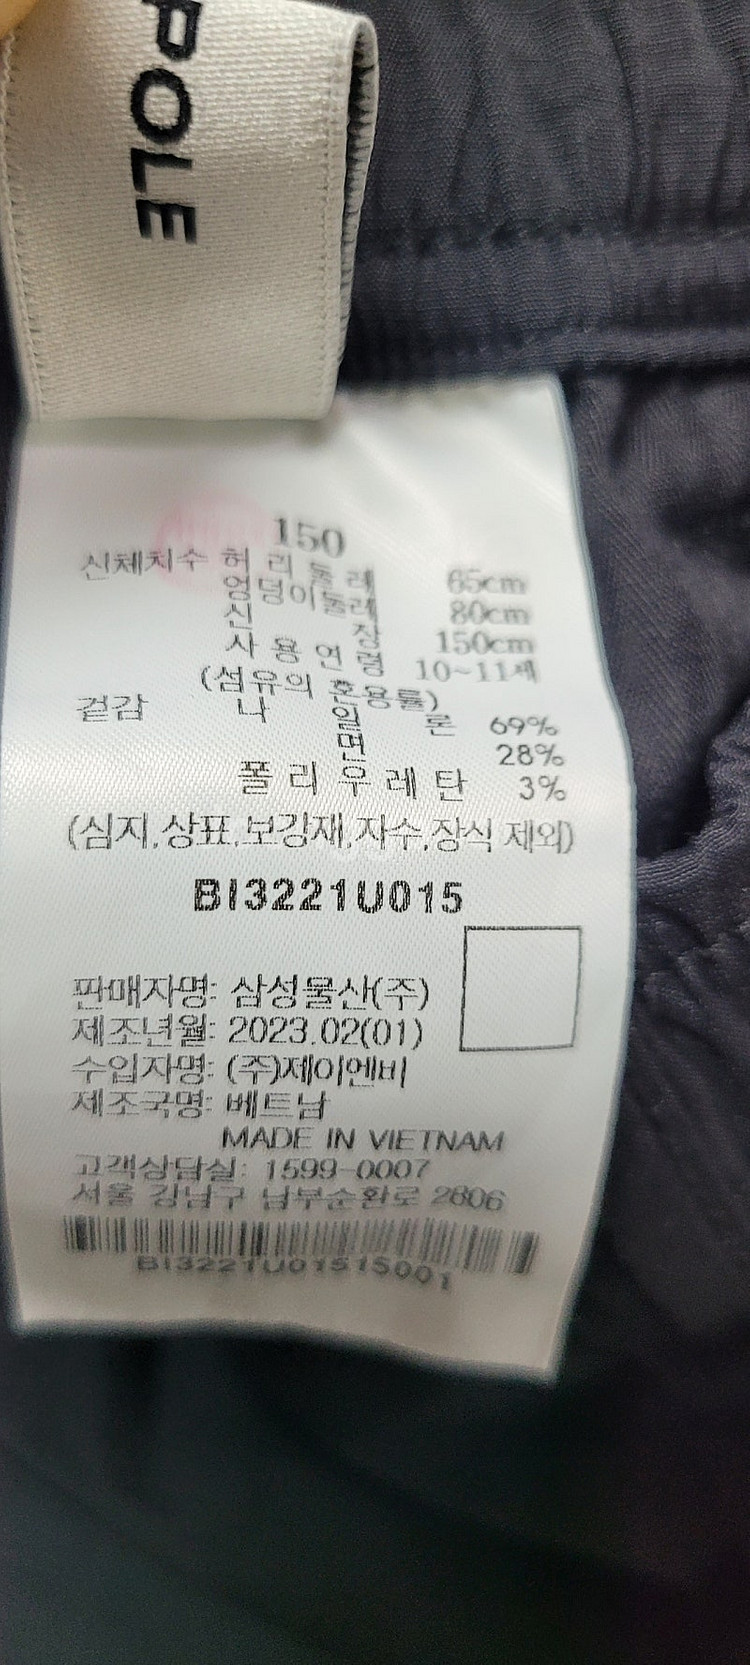 POLE
150
신체치수 허리둘레 65cm
엉덩이둘레 80cm
신장 150cm
사용연령 10~11세
(섬유의 혼용률)
겉감 나일론 69%
면 28%
폴리우레탄 3%
(심지,상표,보강재,자수,장식 제외)
BI3221U015
판매자명: 삼성물산(주)
제조년월: 2023.02(01)
수입자명: (주)제이엔비
제조국명: 베트남
MADE IN VIETNAM
고객상담실: 1599-0007
서울 강남구 남부순환로 2806
BI3221U01515001